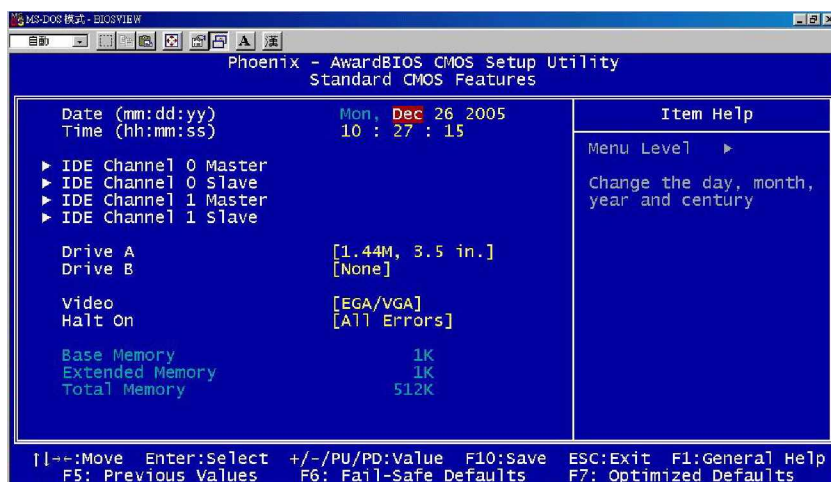 MS-DOS 模式 - BIOSVIEW
自動 A 漢
Phoenix - AwardBIOS CMOS Setup Utility
Standard CMOS Features
Date (mm:dd:yy) Mon, Dec 26 2005
Time (hh:mm:ss) 10 : 27 : 15
► IDE Channel 0 Master
► IDE Channel 0 Slave
► IDE Channel 1 Master
► IDE Channel 1 Slave
Drive A [1.44M, 3.5 in.]
Drive B [None]
Video [EGA/VGA]
Halt On [All Errors]
Base Memory 1K
Extended Memory 1K
Total Memory 512K
Item Help
Menu Level ►
Change the day, month,
year and century
↑↓→←:Move Enter:Select +/-/PU/PD:Value F10:Save ESC:Exit F1:General Help
F5: Previous Values F6: Fail-Safe Defaults F7: Optimized Defaults